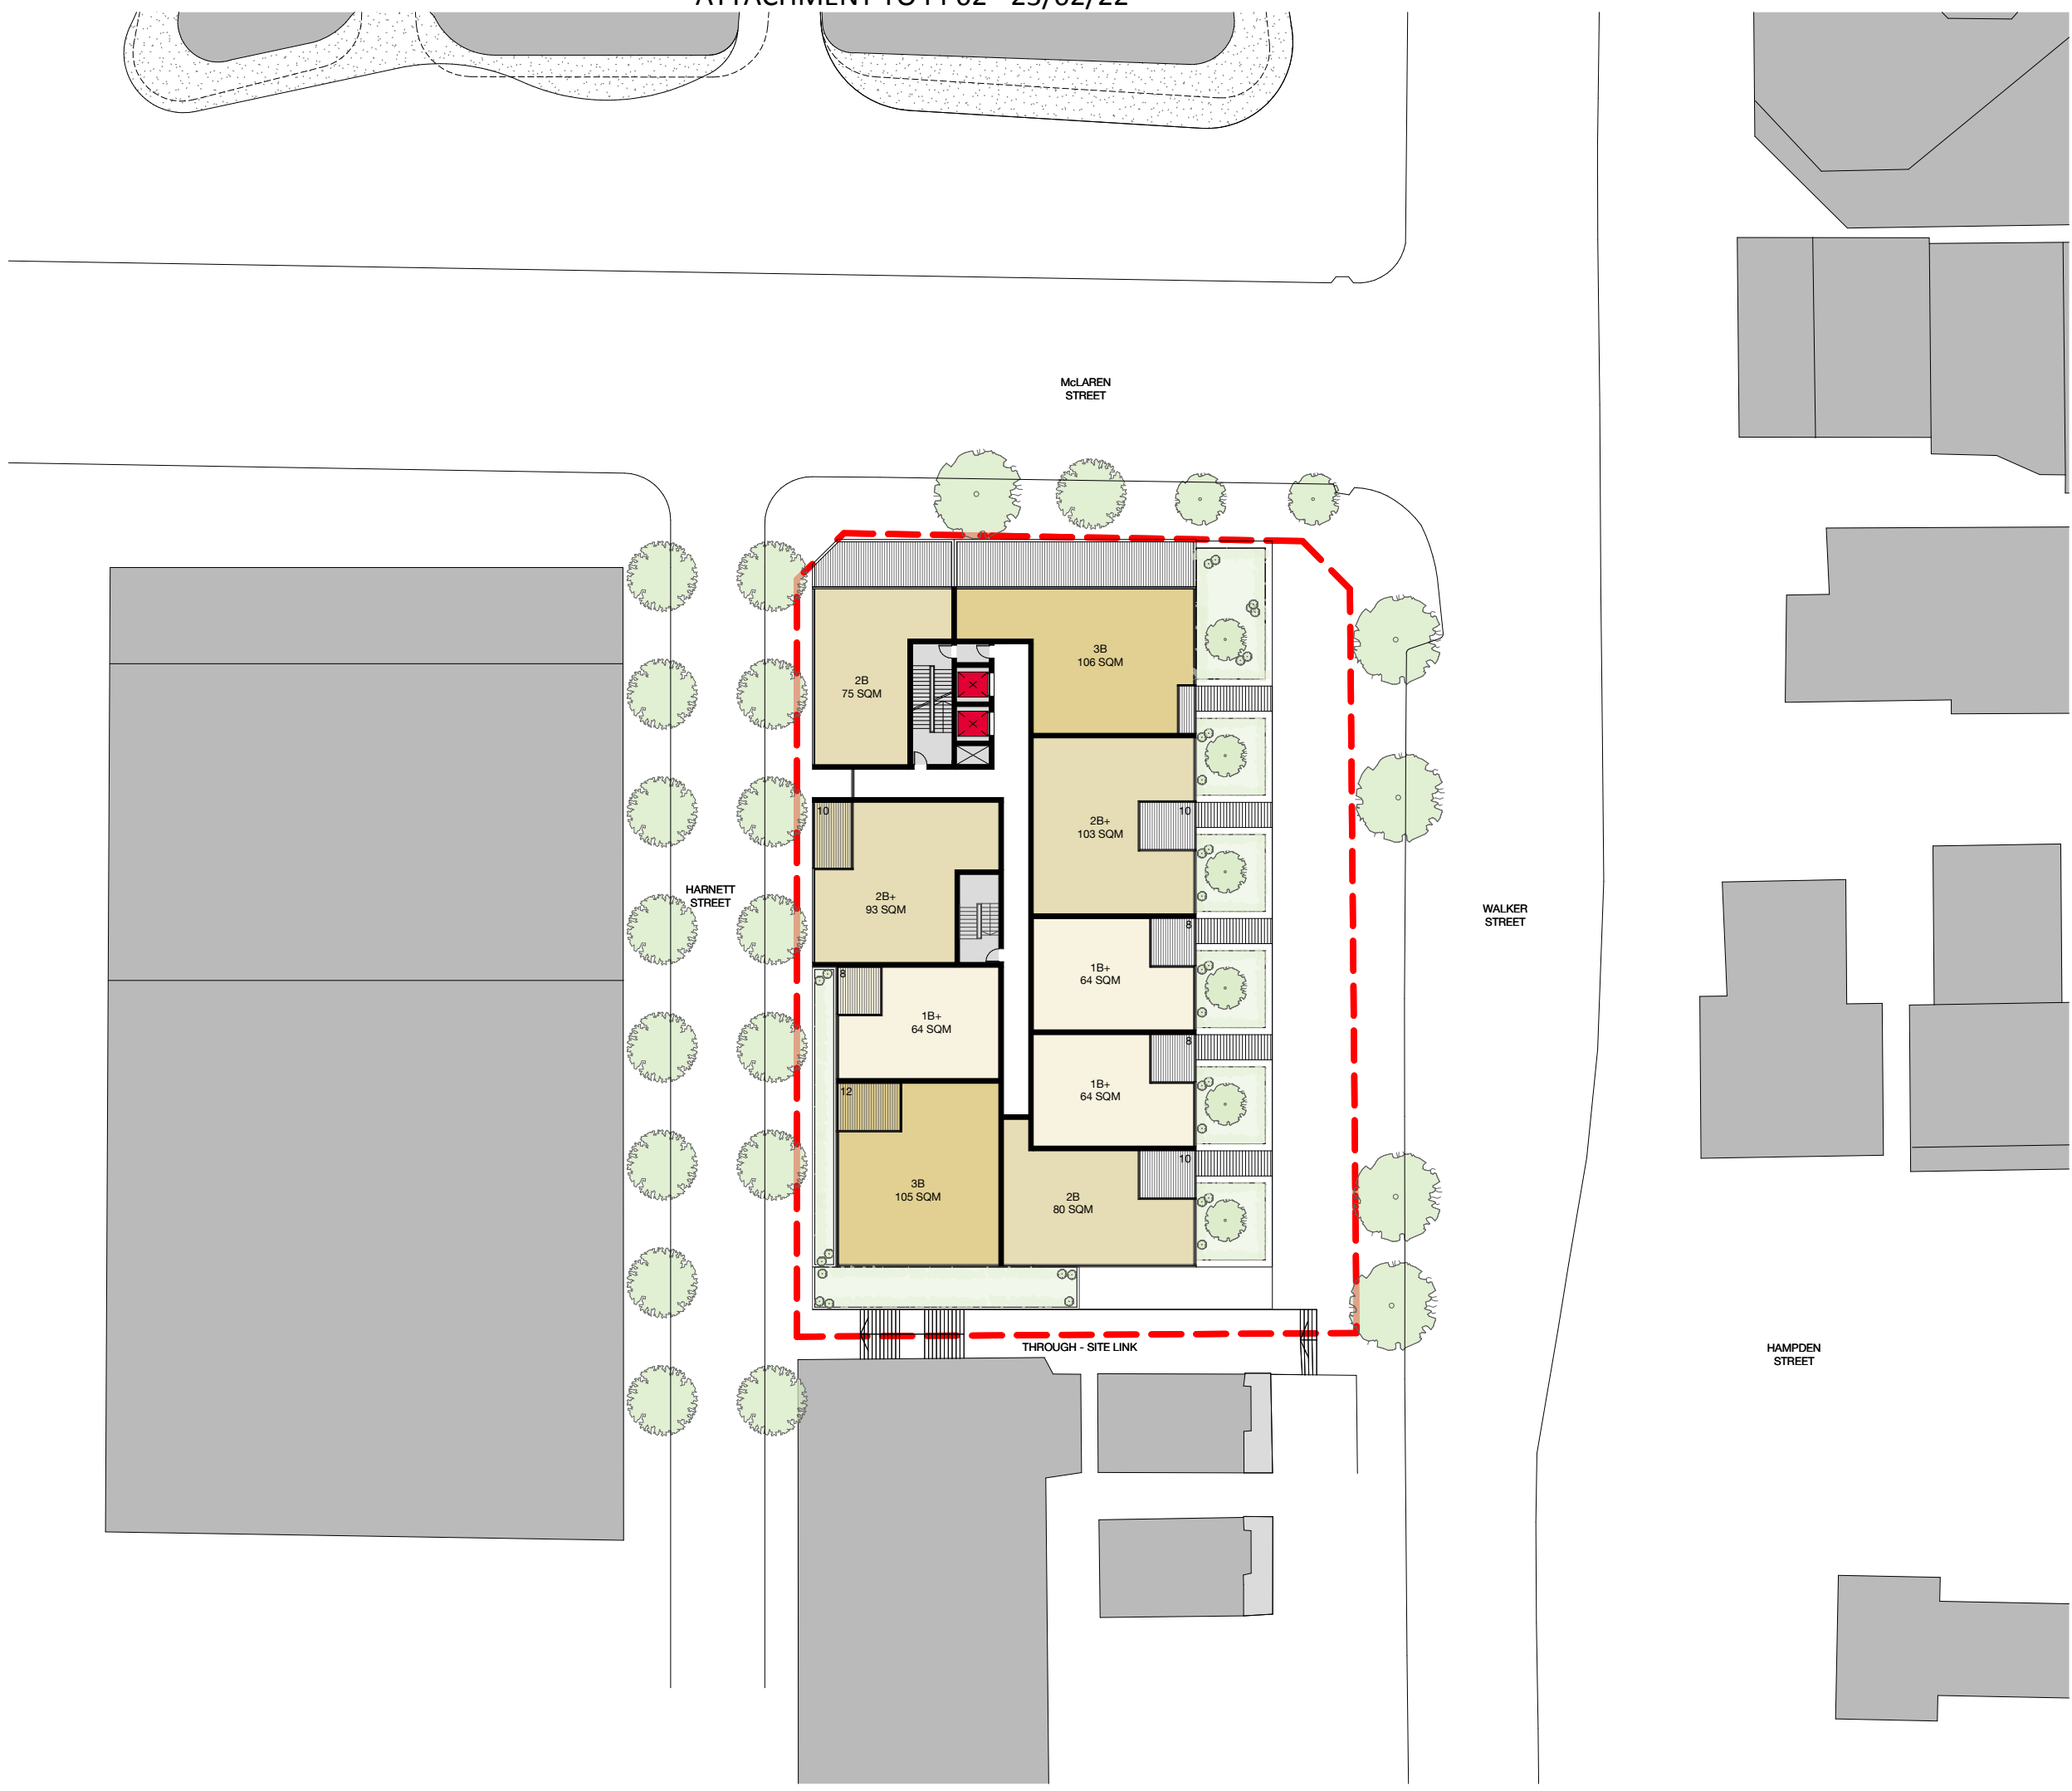 McLAREN
STREET
3B
106 SQM
2B
75 SQM
10
2B+
103 SQM
10
2B+
93 SQM
HARNETT
STREET
WALKER
STREET
8
1B+
64 SQM
8
1B+
64 SQM
8
1B+
64 SQM
12
3B
105 SQM
10
2B
80 SQM
THROUGH - SITE LINK
HAMPDEN
STREET